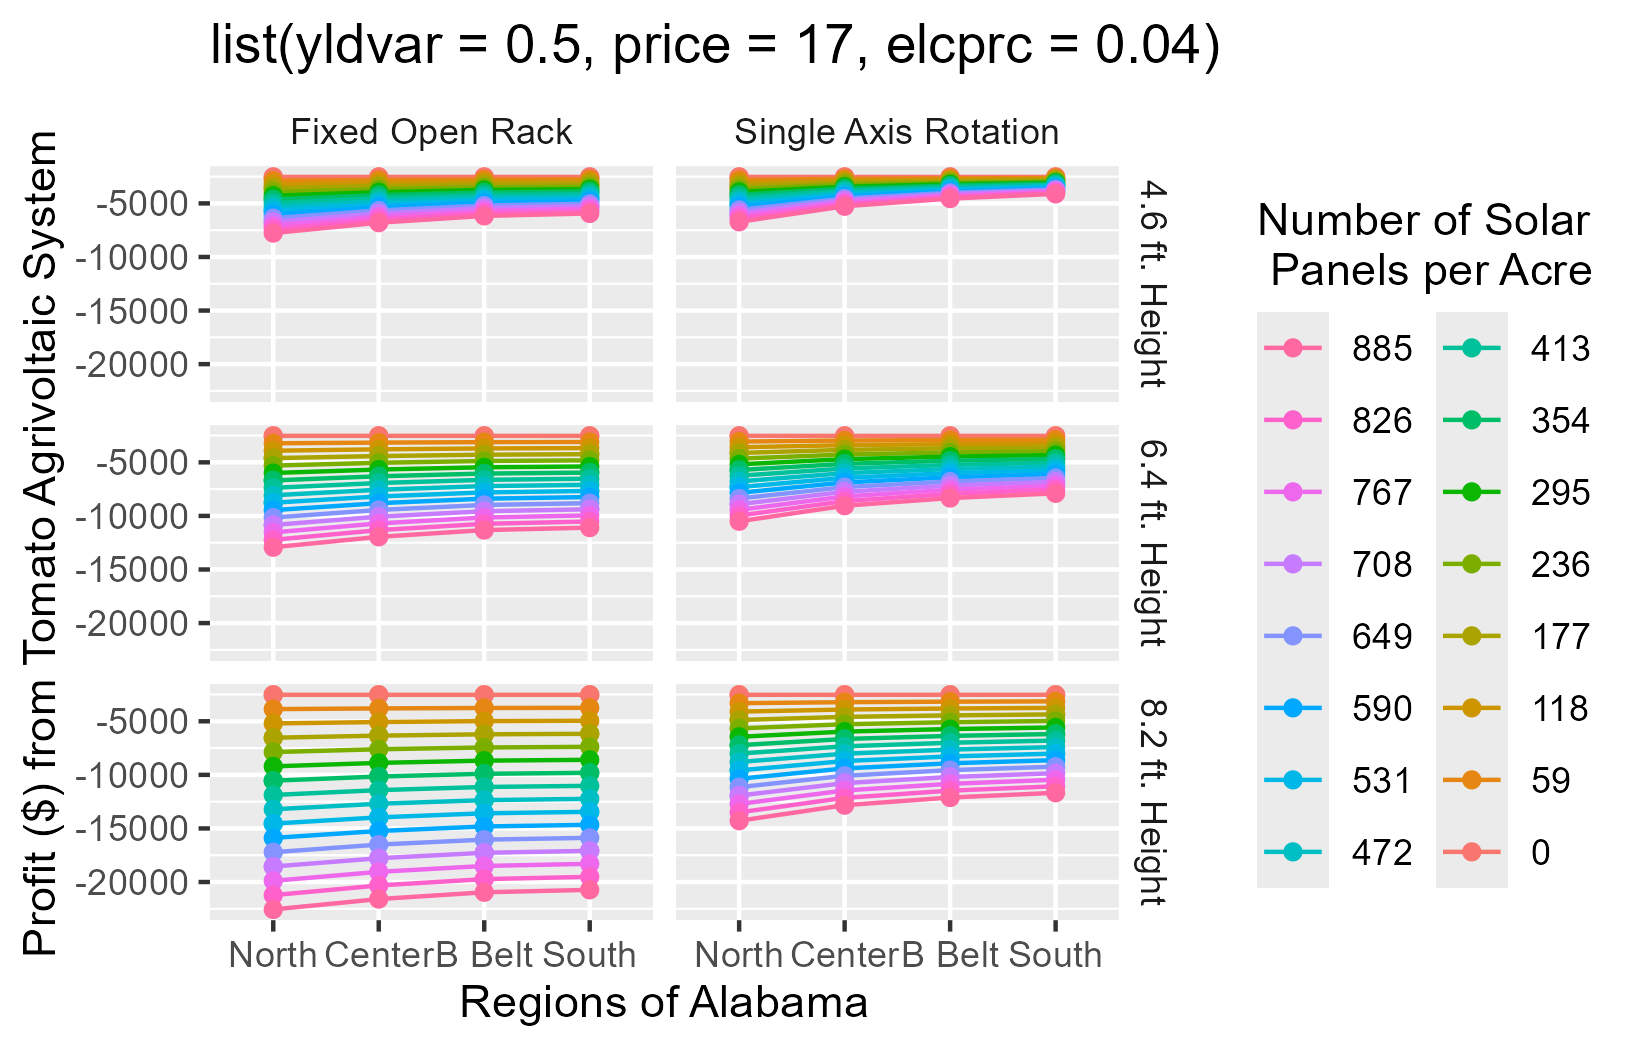 list(yldvar = 0.5, price = 17, elcprc = 0.04)
Fixed Open Rack
Single Axis Rotation
Profit ($) from Tomato Agrivoltaic System
-5000
-10000
-15000
-20000
4.6 ft. Height
-5000
-10000
-15000
-20000
6.4 ft. Height
-5000
-10000
-15000
-20000
8.2 ft. Height
North Center B Belt South
North Center B Belt South
Regions of Alabama
Number of Solar
Panels per Acre
885
826
767
708
649
590
531
472
413
354
295
236
177
118
59
0